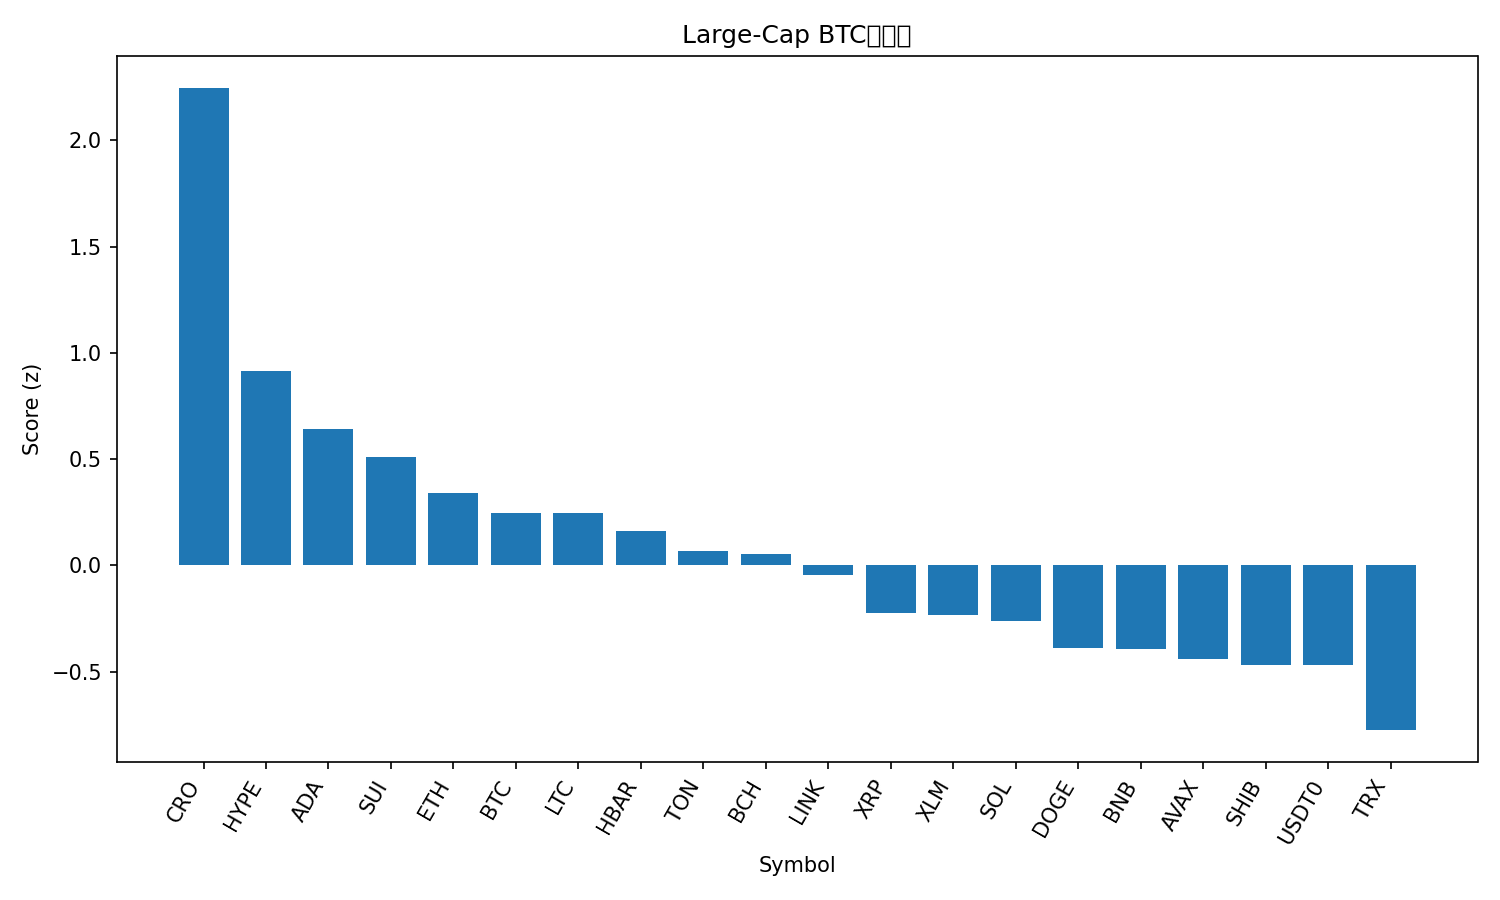 Large-Cap BTC
2.0
1.5
1.0
0.5
0.0
−0.5
Score (z)
CRO
HYPE
ADA
SUI
ETH
BTC
LTC
HBAR
TON
BCH
LINK
XRP
XLM
SOL
DOGE
BNB
AVAX
SHIB
USDT0
TRX
Symbol